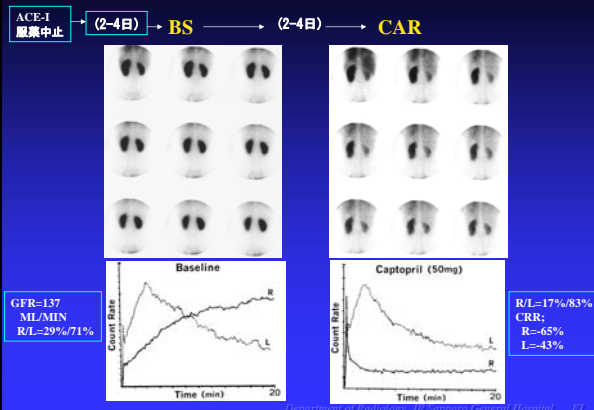 ACE-I
服薬中止
(2-4日)
BS
(2-4日)
CAR
Baseline
Count Rate
R
L
Time (min)
20
Captopril (50mg)
Count Rate
L
R
Time (min)
20
GFR=137
ML/MIN
R/L=29%/71%
R/L=17%/83%
CRR;
R=-65%
L=-43%
Department of Radiology, JR Sapporo General Hospital